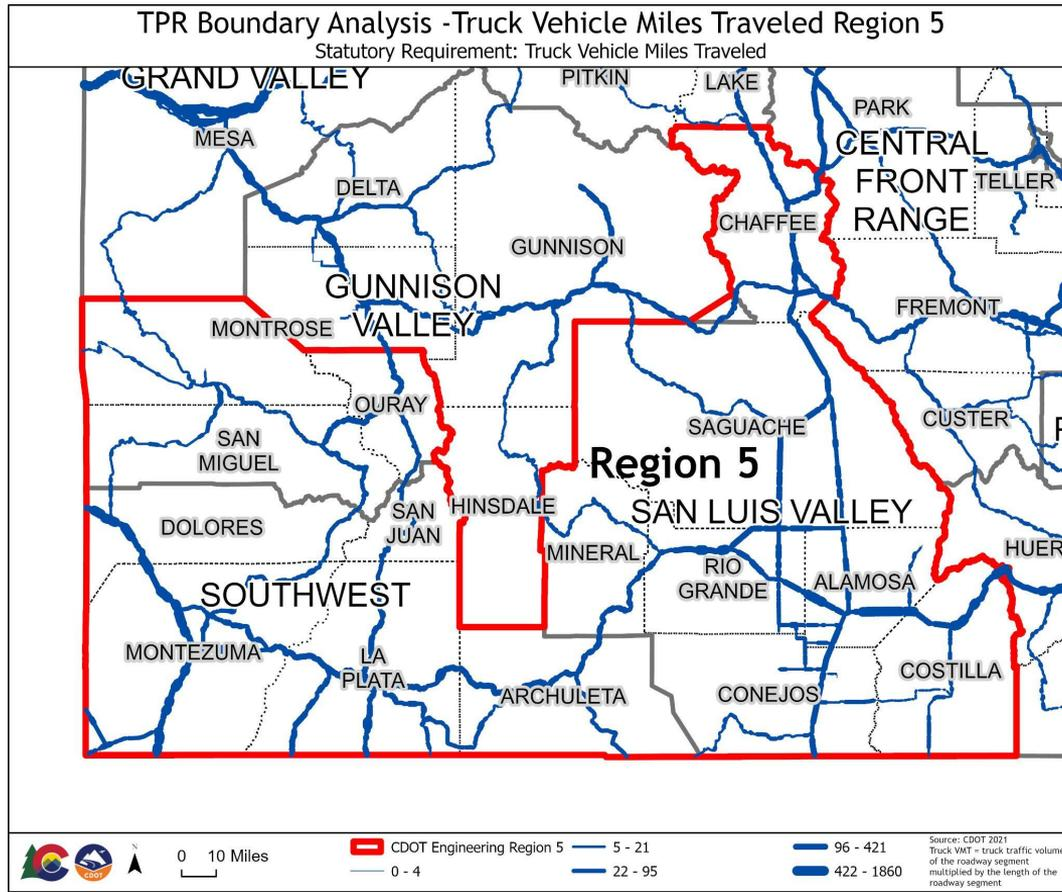 TPR Boundary Analysis -Truck Vehicle Miles Traveled Region 5
Statutory Requirement: Truck Vehicle Miles Traveled
GRAND VALLEY
PITKIN
LAKE
PARK
MESA
CENTRAL
FRONT
RANGE
TELLER
DELTA
CHAFFEE
GUNNISON
GUNNISON
VALLEY
MONTROSE
FREMONT
OURAY
SAGUACHE
CUSTER
SAN
MIGUEL
Region 5
HINSDALE
SAN LUIS VALLEY
DOLORES
SAN
JUAN
MINERAL
HUER
RIO
GRANDE
ALAMOSA
SOUTHWEST
MONTEZUMA
LA
PLATA
ARCHULETA
CONEJOS
COSTILLA
CDOT
N
0 10 Miles
CDOT Engineering Region 5
0 - 4
5 - 21
22 - 95
96 - 421
422 - 1860
Source: CDOT 2021
Truck VMT = truck traffic volume
of the roadway segment
multiplied by the length of the
roadway segment